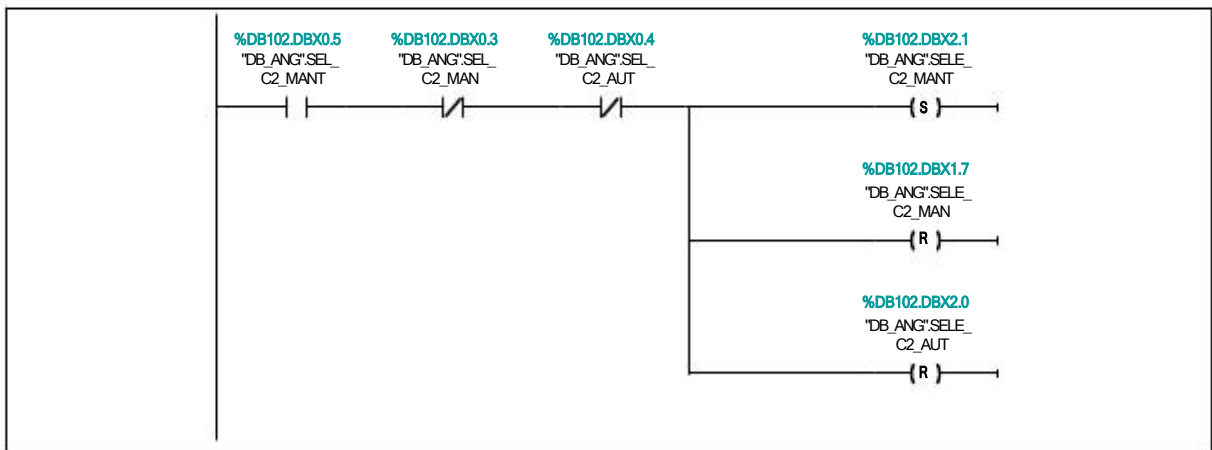 %DB102.DBX0.5 %DB102.DBX0.3 %DB102.DBX0.4 %DB102.DBX2.1
"DB_ANG".SEL_ "DB_ANG".SEL_ "DB_ANG".SEL_ "DB_ANG".SELE_
C2_MANT C2_MAN C2_AUT C2_MANT
S
%DB102.DBX1.7
"DB_ANG".SELE_
C2_MAN
R
%DB102.DBX2.0
"DB_ANG".SELE_
C2_AUT
R